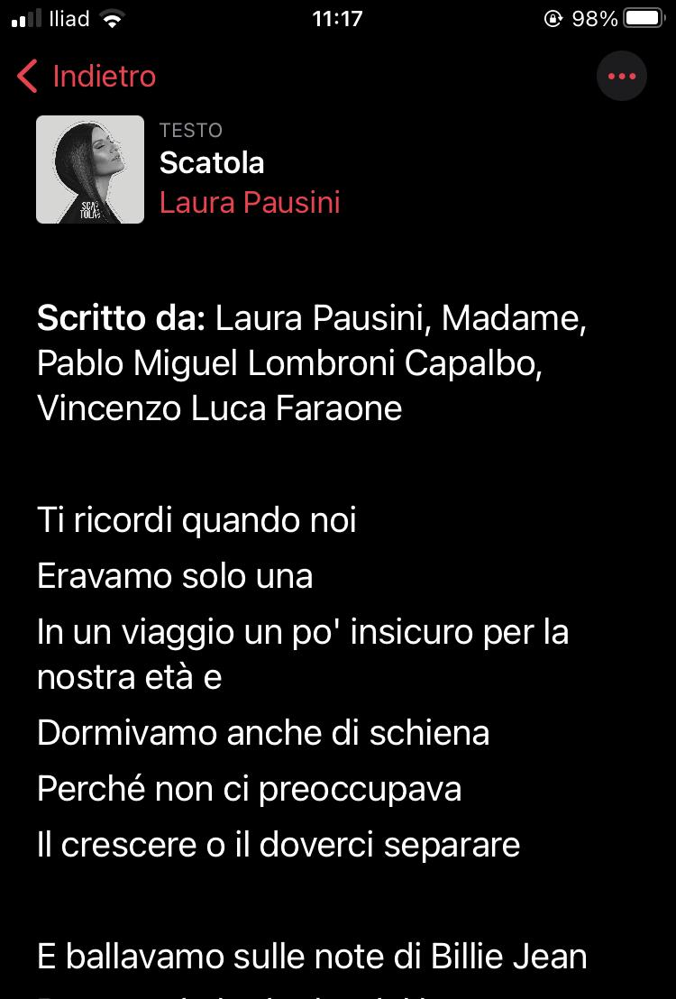 Iliad 11:17 98%
Indietro
TESTO
Scatola
Laura Pausini
SCA
TOLA
Scritto da: Laura Pausini, Madame,
Pablo Miguel Lombroni Capalbo,
Vincenzo Luca Faraone
Ti ricordi quando noi
Eravamo solo una
In un viaggio un po' insicuro per la
nostra età e
Dormivamo anche di schiena
Perché non ci preoccupava
Il crescere o il doverci separare
E ballavamo sulle note di Billie Jean